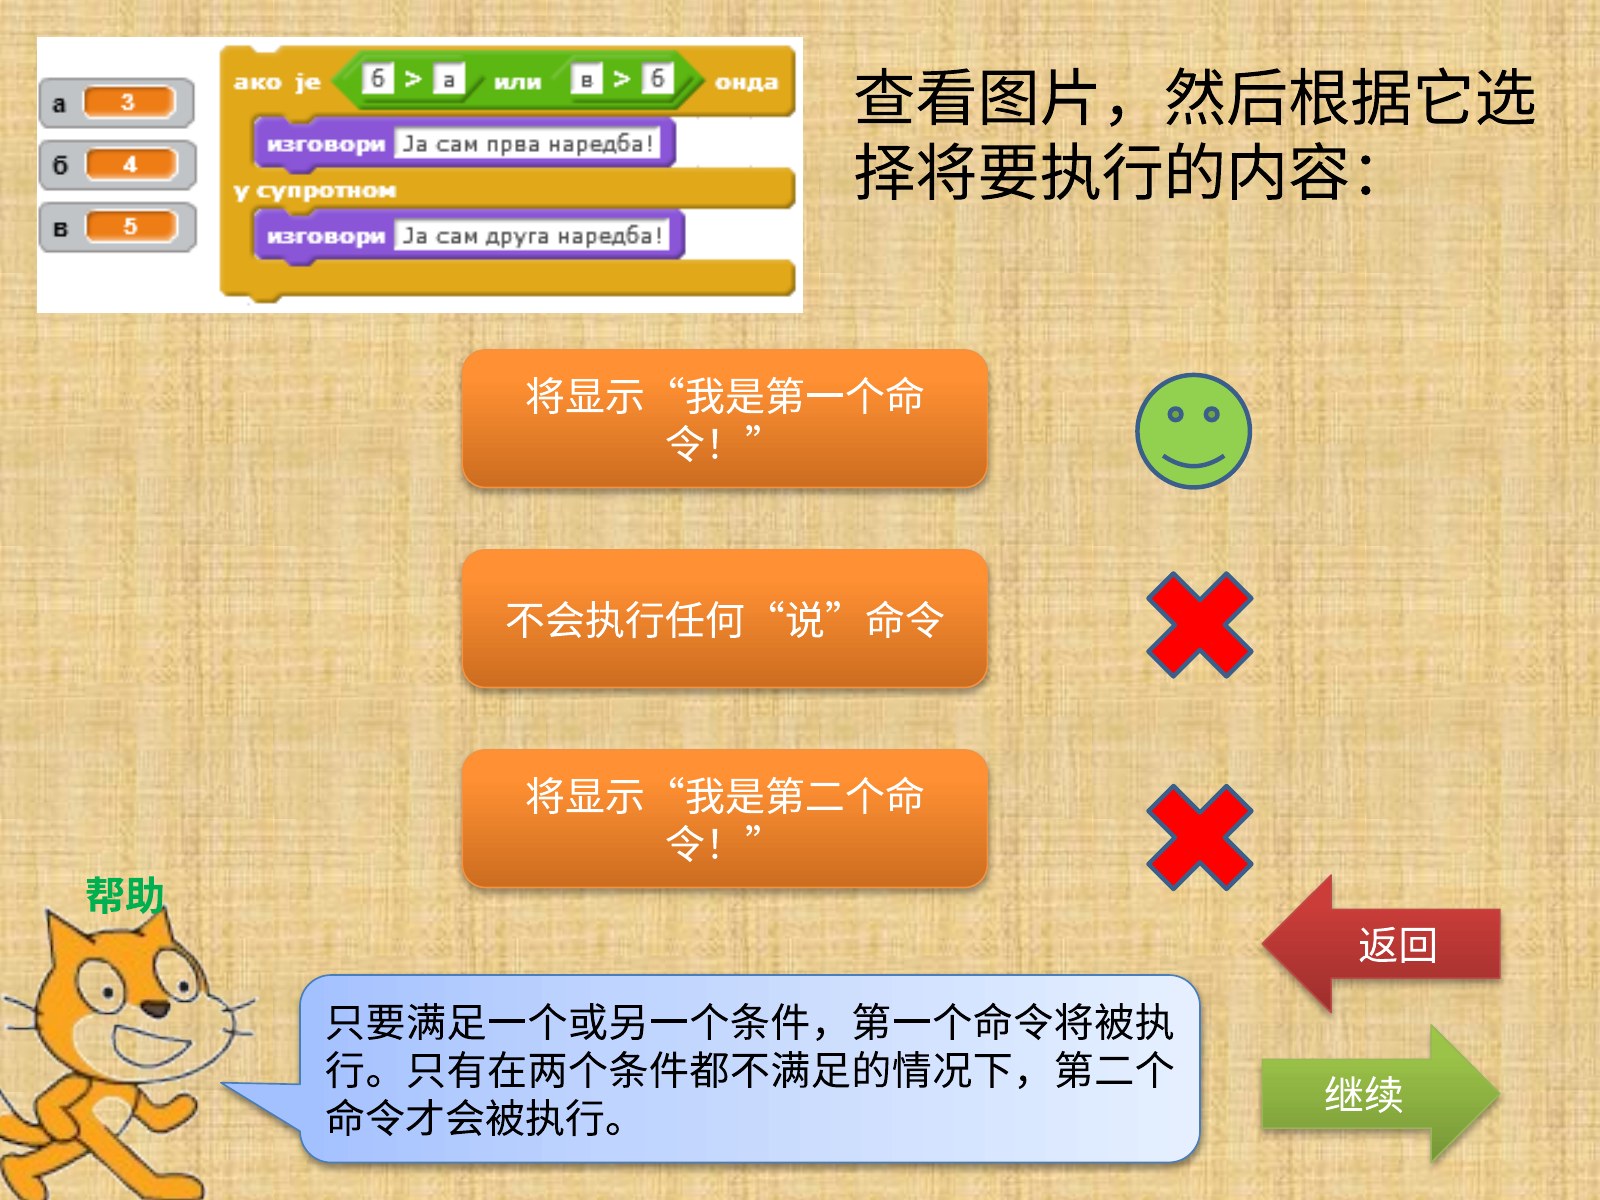 а 3
б 4
в 5
ако је б > а или в > б онда
изговори Ја сам прва наредба!
у супротном
изговори Ја сам друга наредба!
查看图片，然后根据它选
择将要执行的内容：
将显示“我是第一个命
令！”
不会执行任何“说”命令
将显示“我是第二个命
令！”
帮助
只要满足一个或另一个条件，第一个命令将被执
行。只有在两个条件都不满足的情况下，第二个
命令才会被执行。
返回
继续